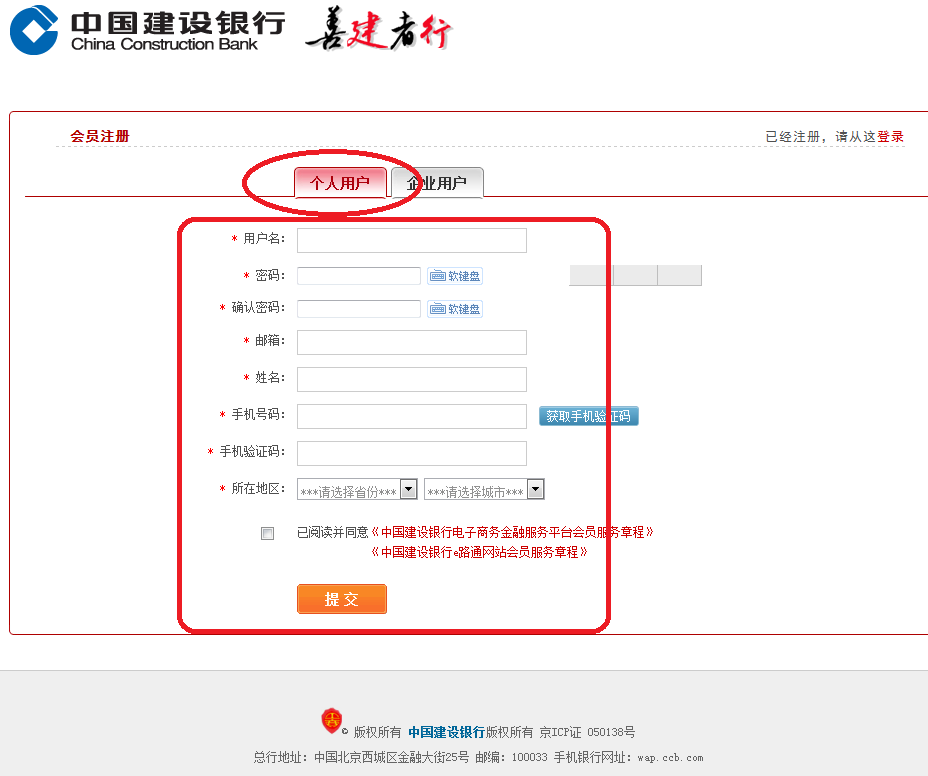 中国建设银行 善建者行
China Construction Bank
会员注册 已经注册，请从这登录
个人用户 企业用户
* 用户名：
* 密码： 软键盘
* 确认密码： 软键盘
* 邮箱：
* 姓名：
* 手机号码： 获取手机验证码
* 手机验证码：
* 所在地区： ***请选择省份*** ***请选择城市***
已阅读并同意《中国建设银行电子商务金融服务平台会员服务章程》
《中国建设银行e路通网站会员服务章程》
提 交
© 版权所有 中国建设银行版权所有 京ICP证 050138号
总行地址：中国北京西城区金融大街25号 邮编：100033 手机银行网址：wap.ccb.com